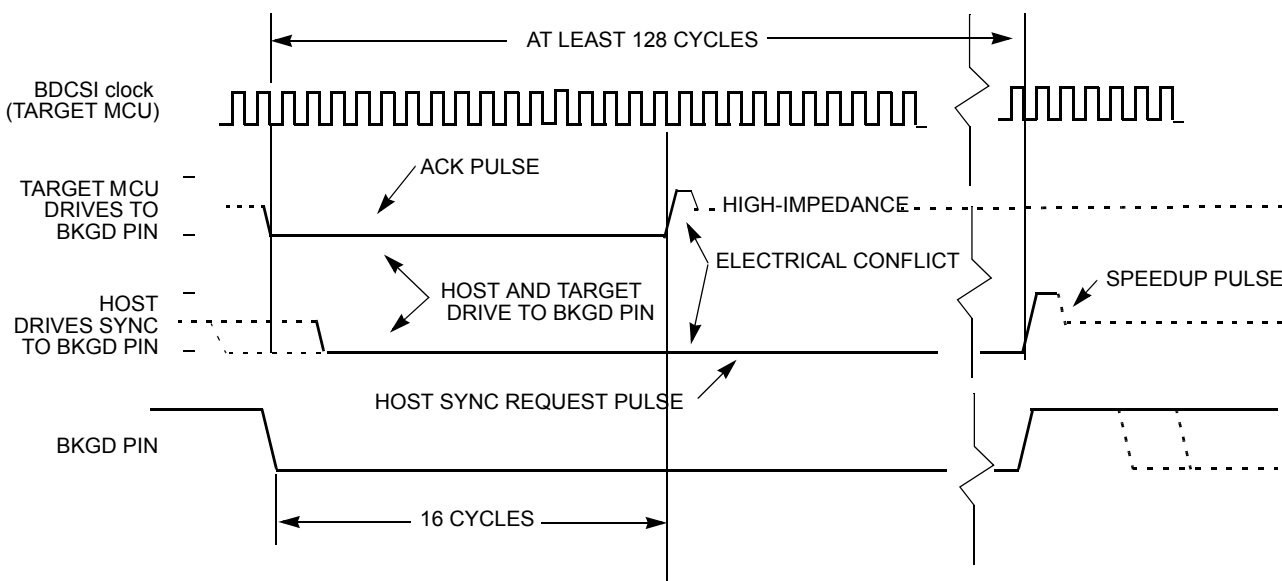 AT LEAST 128 CYCLES
BDCSI clock
(TARGET MCU)
ACK PULSE
TARGET MCU
DRIVES TO
BKGD PIN
HIGH-IMPEDANCE
ELECTRICAL CONFLICT
HOST AND TARGET
DRIVE TO BKGD PIN
SPEEDUP PULSE
HOST
DRIVES SYNC
TO BKGD PIN
HOST SYNC REQUEST PULSE
BKGD PIN
16 CYCLES